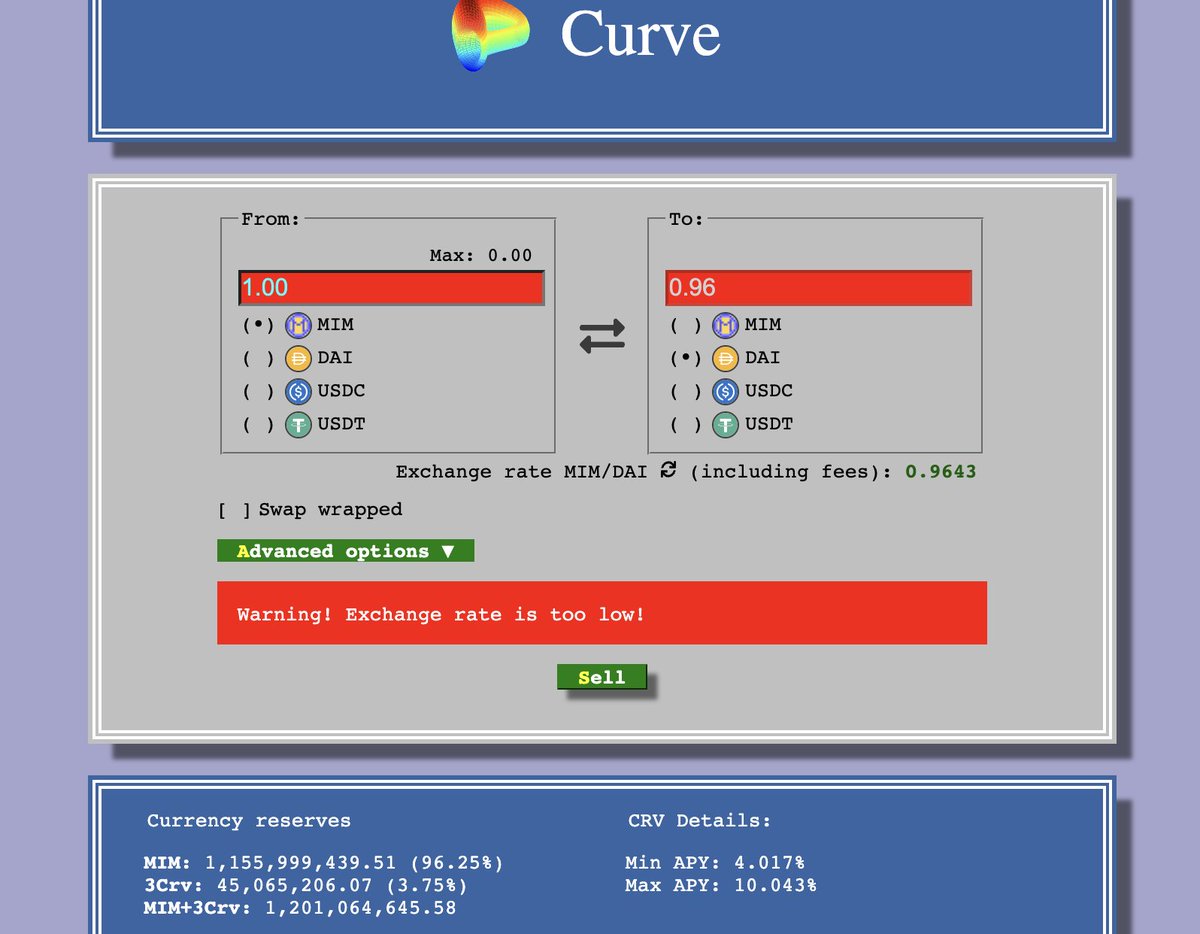 Curve
From:
Max: 0.00
1.00
(•) MIM
( ) DAI
( ) USDC
( ) USDT
To:
0.96
( ) MIM
(•) DAI
( ) USDC
( ) USDT
Exchange rate MIM/DAI (including fees): 0.9643
[ ] Swap wrapped
Advanced options ▼
Warning! Exchange rate is too low!
Sell
Currency reserves
MIM: 1,155,999,439.51 (96.25%)
3Crv: 45,065,206.07 (3.75%)
MIM+3Crv: 1,201,064,645.58
CRV Details:
Min APY: 4.017%
Max APY: 10.043%